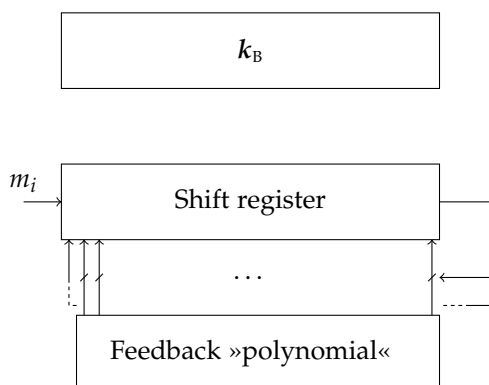 k_B
m_i
Shift register
...
Feedback »polynomial«